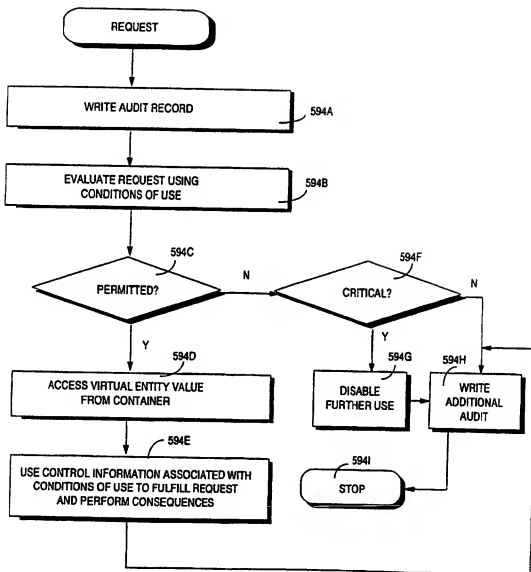 REQUEST
WRITE AUDIT RECORD
594A
EVALUATE REQUEST USING
CONDITIONS OF USE
594B
594C
PERMITTED?
N
Y
594F
CRITICAL?
N
Y
594D
ACCESS VIRTUAL ENTITY VALUE
FROM CONTAINER
594G
DISABLE
FURTHER USE
594H
WRITE
ADDITIONAL
AUDIT
594E
USE CONTROL INFORMATION ASSOCIATED WITH
CONDITIONS OF USE TO FULFILL REQUEST
AND PERFORM CONSEQUENCES
594I
STOP